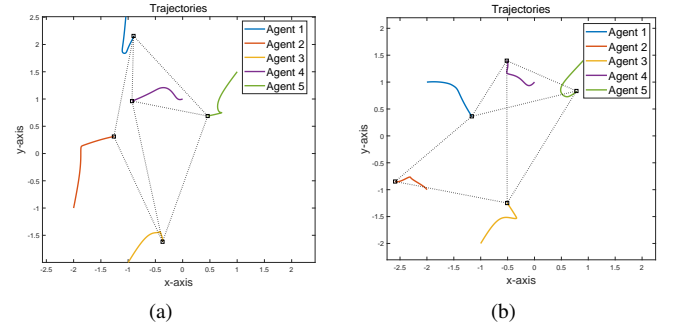 Trajectories
2.5
2
1.5
1
0.5
0
-0.5
-1
-1.5
y-axis
-2.5 -2 -1.5 -1 -0.5 0 0.5 1 1.5 2
x-axis
Agent 1
Agent 2
Agent 3
Agent 4
Agent 5
(a)
Trajectories
2
1.5
1
0.5
0
-0.5
-1
-1.5
-2
y-axis
-2.5 -2 -1.5 -1 -0.5 0 0.5 1 1.5 2
x-axis
Agent 1
Agent 2
Agent 3
Agent 4
Agent 5
(b)